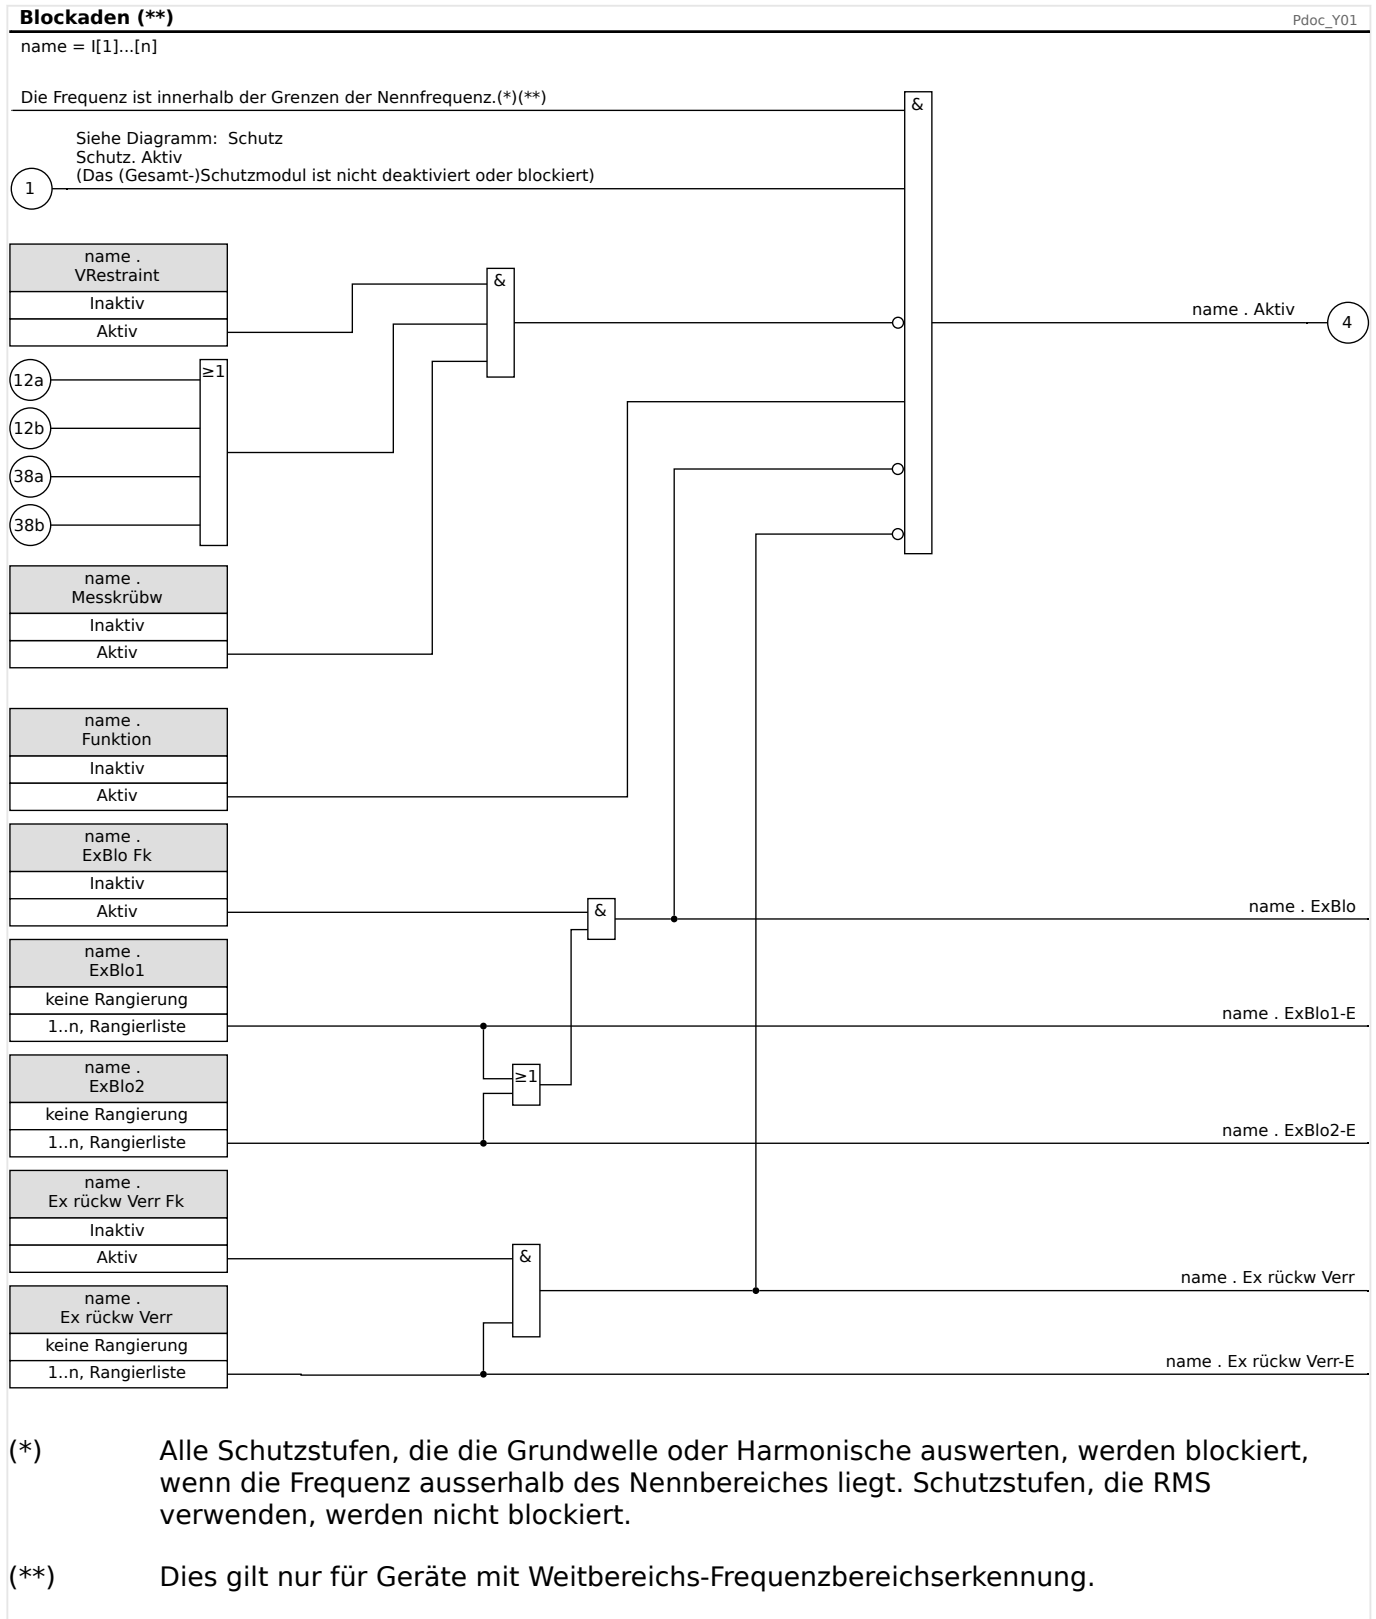 Blockaden (**)
Pdoc_Y01
name = I[1]...[n]
Die Frequenz ist innerhalb der Grenzen der Nennfrequenz.(*)(**)
&
Siehe Diagramm: Schutz
Schutz. Aktiv
(Das (Gesamt-)Schutzmodul ist nicht deaktiviert oder blockiert)
1
name .
VRestraint
Inaktiv
Aktiv
&
name . Aktiv
4
12a
≥1
12b
38a
38b
name .
Messkrübw
Inaktiv
Aktiv
name .
Funktion
Inaktiv
Aktiv
name .
ExBlo Fk
Inaktiv
Aktiv
&
name . ExBlo
name .
ExBlo1
keine Rangierung
1..n, Rangierliste
name . ExBlo1-E
≥1
name .
ExBlo2
keine Rangierung
1..n, Rangierliste
name . ExBlo2-E
name .
Ex rückw Verr Fk
Inaktiv
Aktiv
&
name . Ex rückw Verr
name .
Ex rückw Verr
keine Rangierung
1..n, Rangierliste
name . Ex rückw Verr-E
(*) Alle Schutzstufen, die die Grundwelle oder Harmonische auswerten, werden blockiert,
wenn die Frequenz ausserhalb des Nennbereiches liegt. Schutzstufen, die RMS
verwenden, werden nicht blockiert.
(**) Dies gilt nur für Geräte mit Weitbereichs-Frequenzbereichserkennung.